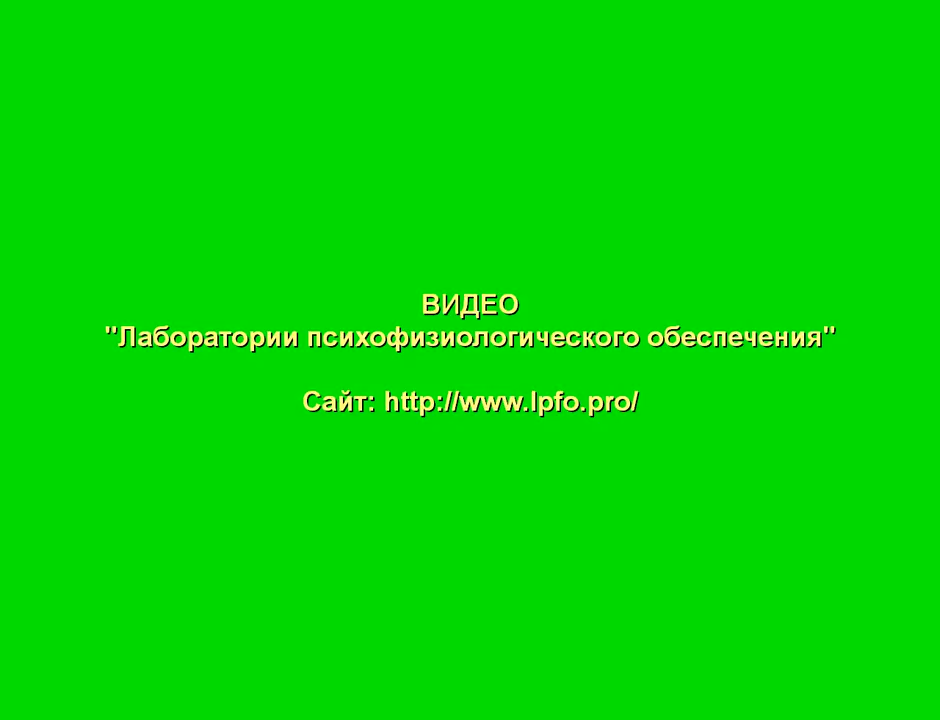 ВИДЕО
"Лаборатории психофизиологического обеспечения"
Сайт: http://www.lpfo.pro/